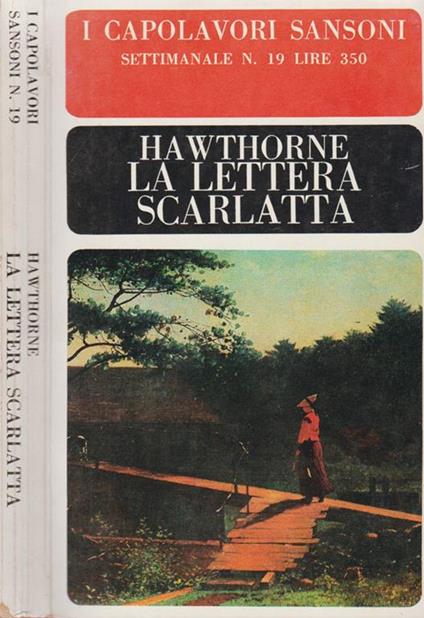 I CAPOLAVORI SANSONI
SETTIMANALE N. 19 LIRE 350
HAWTHORNE
LA LETTERA
SCARLATTA
I CAPOLAVORI
SANSONI N. 19
HAWTHORNE
LA LETTERA SCARLATTA